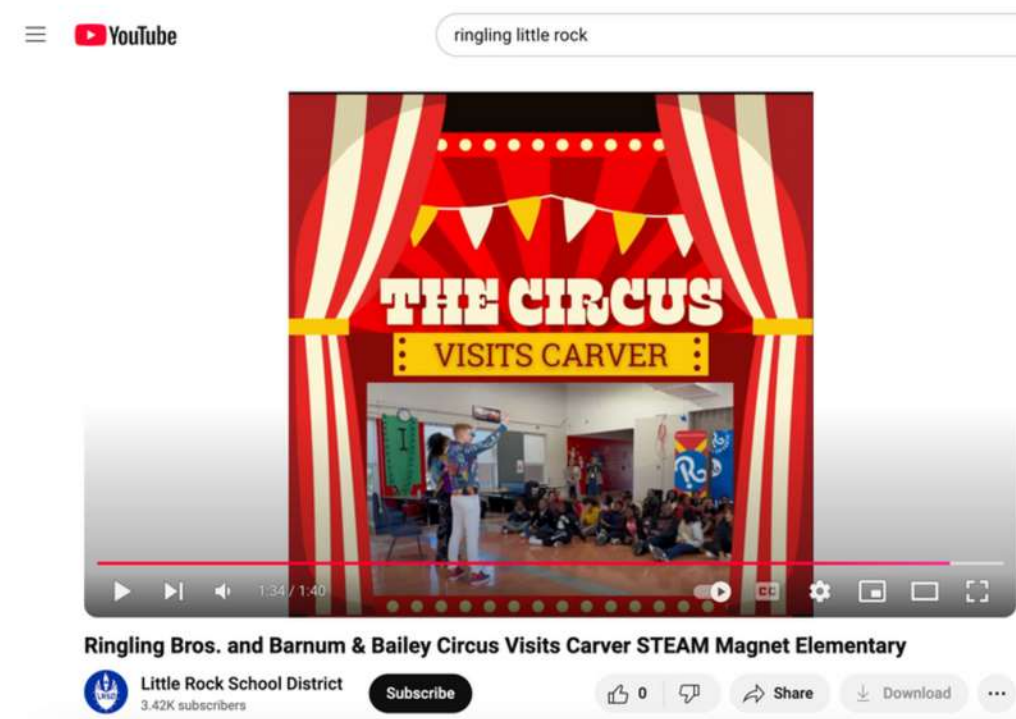 YouTube
ringling little rock
THE CIRCUS
VISITS CARVER
I
R
1:34 / 1:40
CC
Ringling Bros. and Barnum & Bailey Circus Visits Carver STEAM Magnet Elementary
Little Rock School District
3.42K subscribers
Subscribe
0
Share
Download